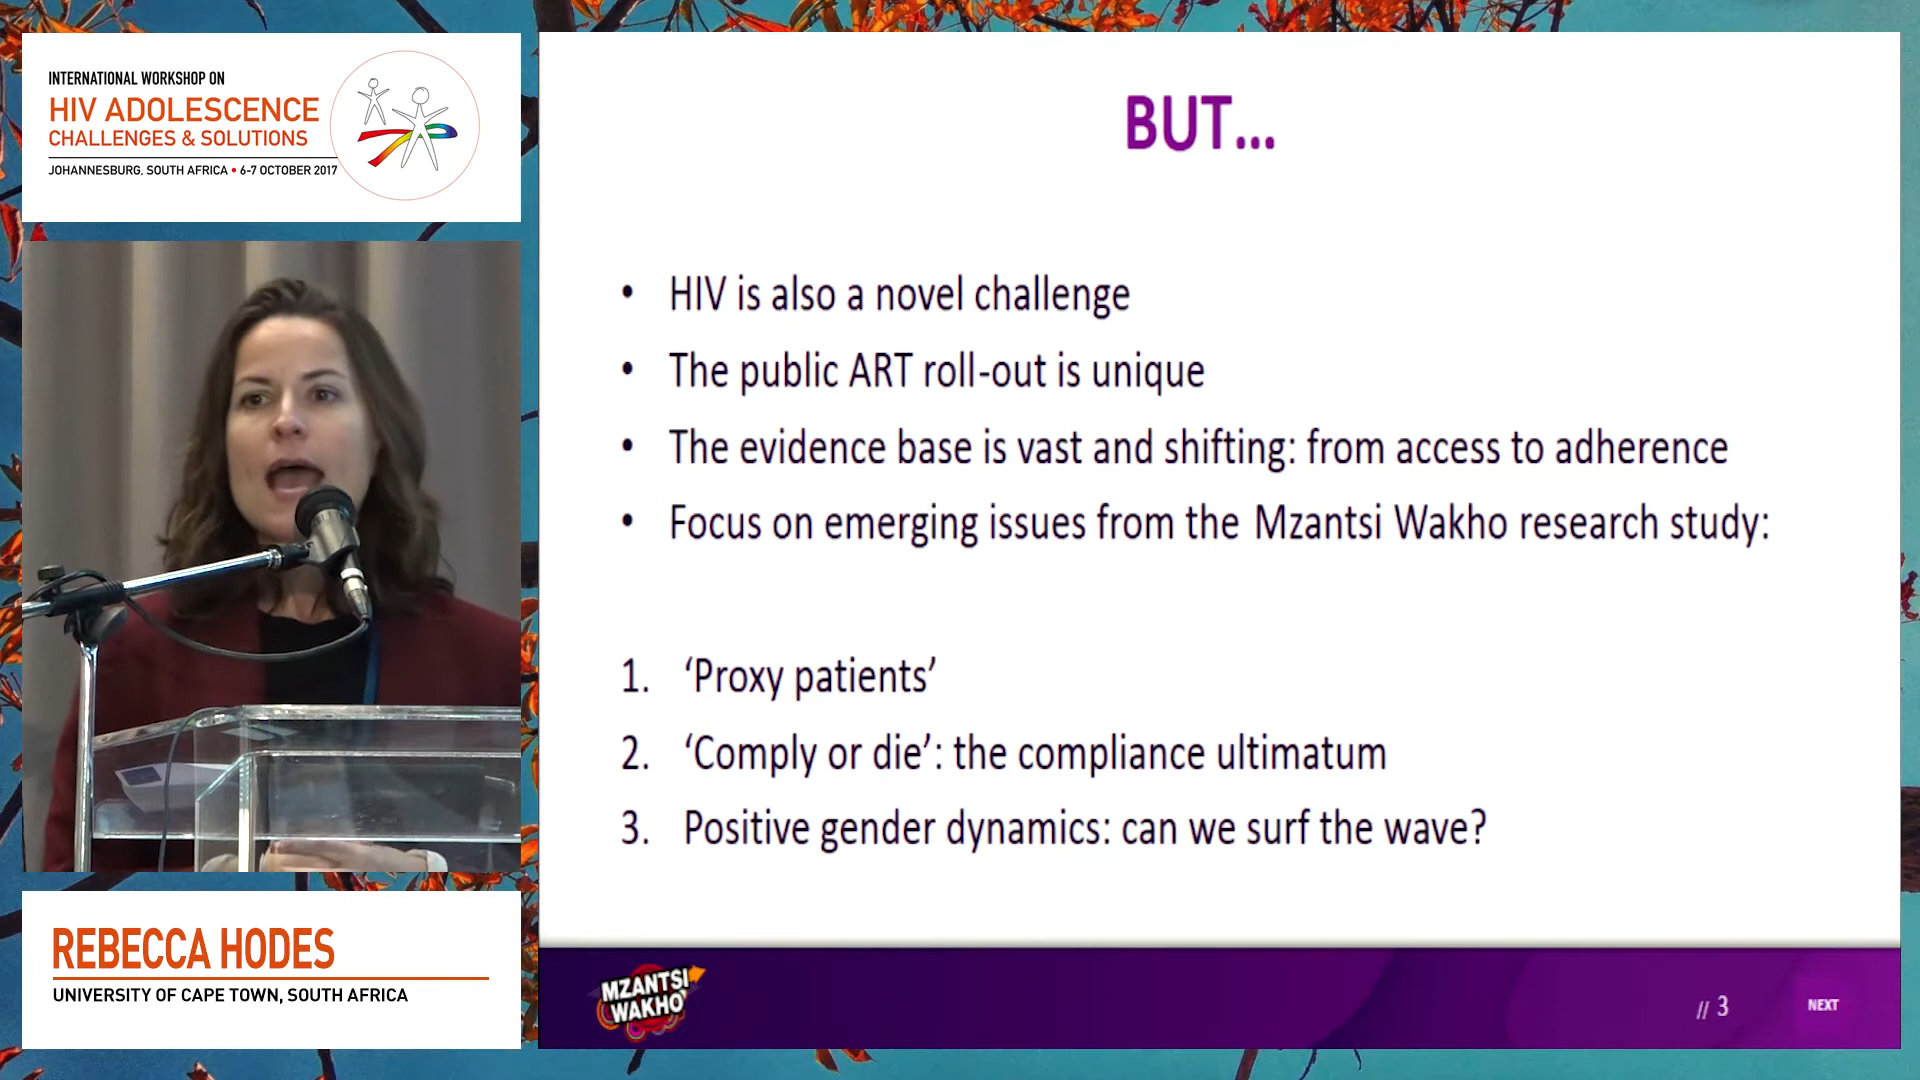 INTERNATIONAL WORKSHOP ON
HIV ADOLESCENCE
CHALLENGES & SOLUTIONS
JOHANNESBURG, SOUTH AFRICA • 6-7 OCTOBER 2017
BUT...
• HIV is also a novel challenge
• The public ART roll-out is unique
• The evidence base is vast and shifting: from access to adherence
• Focus on emerging issues from the Mzantsi Wakho research study:
1. ‘Proxy patients’
2. ‘Comply or die’: the compliance ultimatum
3. Positive gender dynamics: can we surf the wave?
REBECCA HODES
UNIVERSITY OF CAPE TOWN, SOUTH AFRICA
MZANTSI
WAKHO
// 3
NEXT